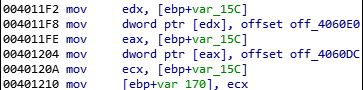 004011F2 mov     edx, [ebp+var_15C]
004011F8 mov     dword ptr [edx], offset off_4060E0
004011FE mov     eax, [ebp+var_15C]
00401204 mov     dword ptr [eax], offset off_4060DC
0040120A mov     ecx, [ebp+var_15C]
00401210 mov     [ebp+var_170], ecx